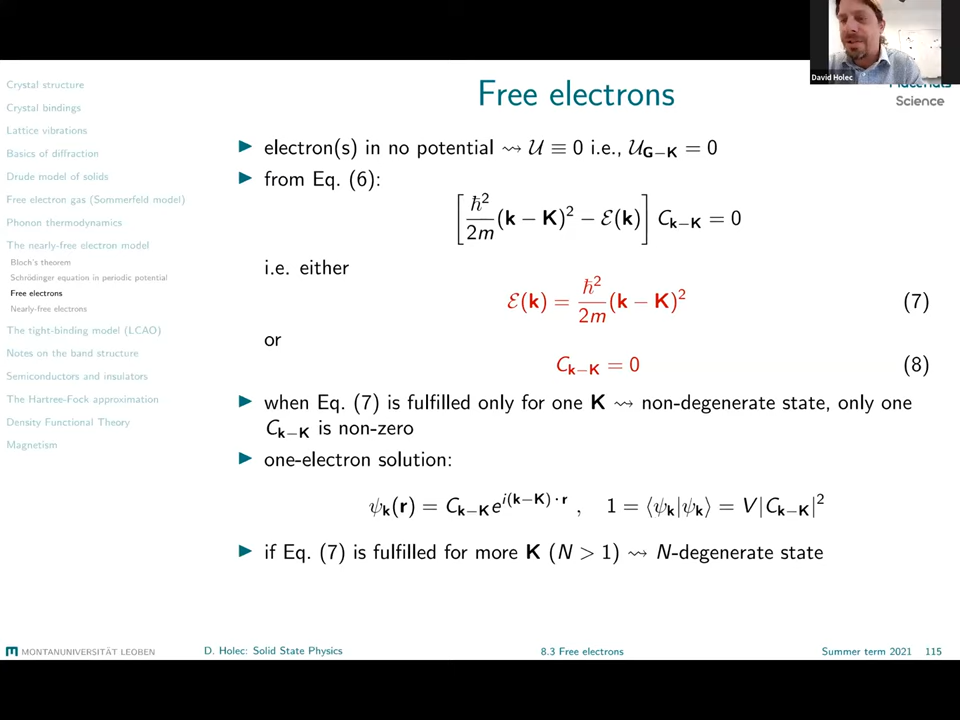 David Holec
Materials
Science
Free electrons
Crystal structure
Crystal bindings
Lattice vibrations
Basics of diffraction
Drude model of solids
Free electron gas (Sommerfeld model)
Phonon thermodynamics
The nearly-free electron model
Bloch's theorem
Schrödinger equation in periodic potential
Free electrons
Nearly-free electrons
The tight-binding model (LCAO)
Notes on the band structure
Semiconductors and insulators
The Hartree-Fock approximation
Density Functional Theory
Magnetism
▶ electron(s) in no potential ⇝ 𝒰 ≡ 0 i.e., 𝒰_{G−K} = 0
▶ from Eq. (6):
[ħ²/2m (k − K)² − ℰ(k)] C_{k−K} = 0
i.e. either
ℰ(k) = ħ²/2m (k − K)² (7)
or
C_{k−K} = 0 (8)
▶ when Eq. (7) is fulfilled only for one K ⇝ non-degenerate state, only one
C_{k−K} is non-zero
▶ one-electron solution:
ψ_k(r) = C_{k−K} e^{i(k−K)·r} , 1 = ⟨ψ_k|ψ_k⟩ = V|C_{k−K}|²
▶ if Eq. (7) is fulfilled for more K (N > 1) ⇝ N-degenerate state
MONTANUNIVERSITÄT LEOBEN
D. Holec: Solid State Physics
8.3 Free electrons
Summer term 2021 115